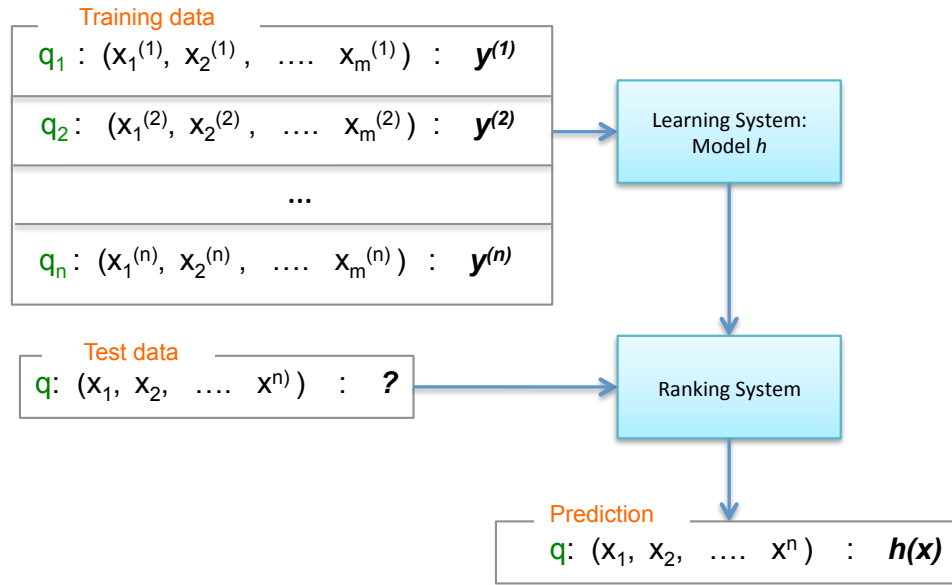 Training data
q₁ : (x₁⁽¹⁾, x₂⁽¹⁾ , .... xₘ⁽¹⁾ ) : y⁽¹⁾
q₂ : (x₁⁽²⁾, x₂⁽²⁾ , .... xₘ⁽²⁾ ) : y⁽²⁾
...
qₙ : (x₁⁽ⁿ⁾, x₂⁽ⁿ⁾ , .... xₘ⁽ⁿ⁾ ) : y⁽ⁿ⁾
Learning System:
Model h
Test data
q: (x₁, x₂, .... xⁿ⁾ ) : ?
Ranking System
Prediction
q: (x₁, x₂, .... xⁿ ) : h(x)